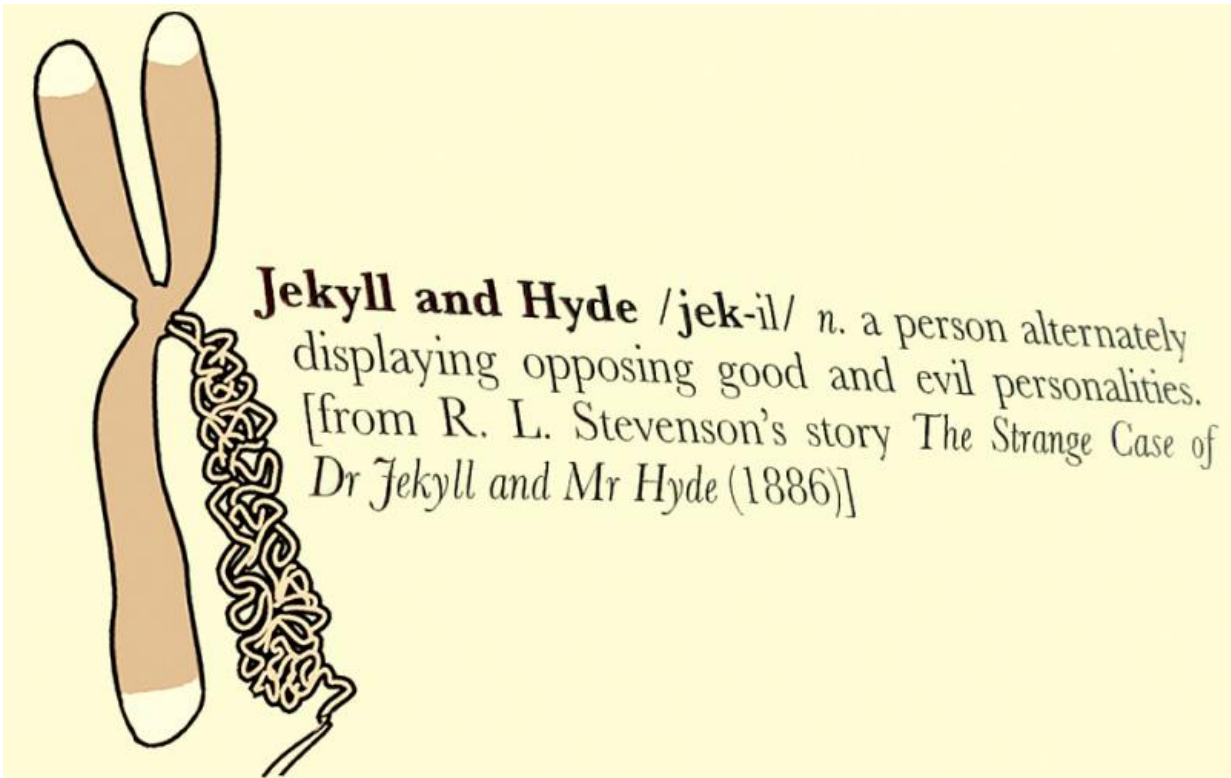 Jekyll and Hyde /jek-il/ n. a person alternately
displaying opposing good and evil personalities.
[from R. L. Stevenson's story The Strange Case of
Dr Jekyll and Mr Hyde (1886)]